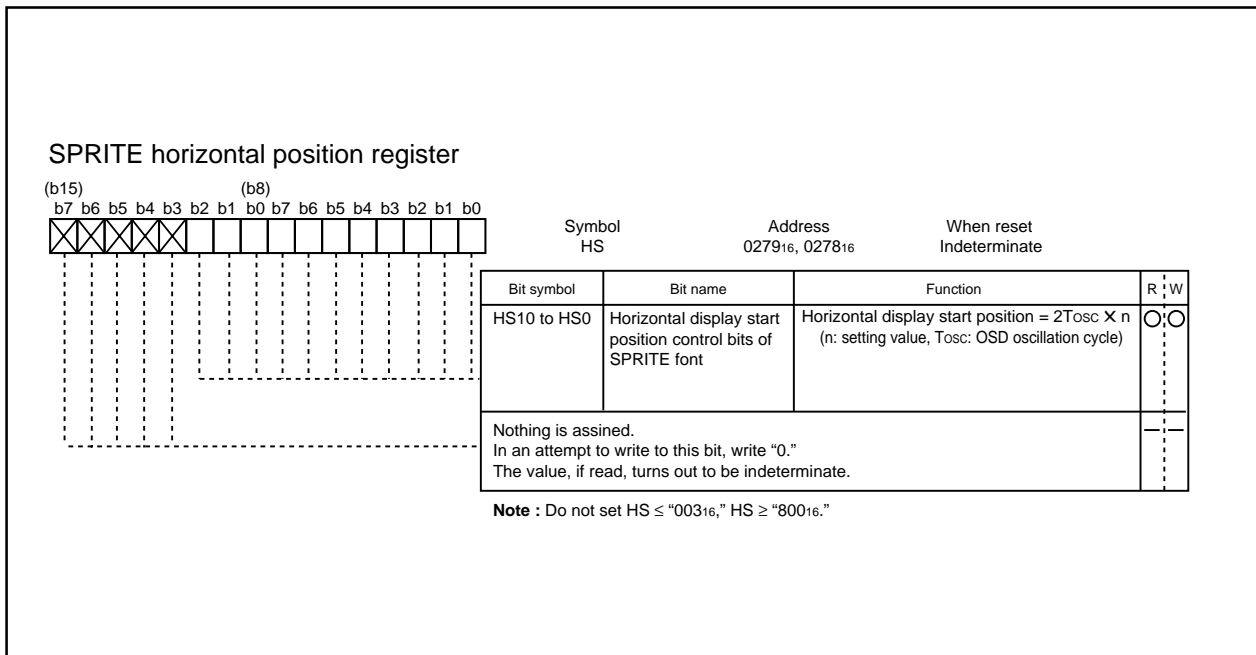 SPRITE horizontal position register
(b15) (b8)
b7 b6 b5 b4 b3 b2 b1 b0 b7 b6 b5 b4 b3 b2 b1 b0
Symbol Address When reset
HS 027916, 027816 Indeterminate
Bit symbol Bit name Function R W
HS10 to HS0 Horizontal display start Horizontal display start position = 2TOSC × n
position control bits of (n: setting value, TOSC: OSD oscillation cycle)
SPRITE font
Nothing is assined. — —
In an attempt to write to this bit, write “0.”
The value, if read, turns out to be indeterminate.
Note : Do not set HS ≤ “00316,” HS ≥ “80016.”